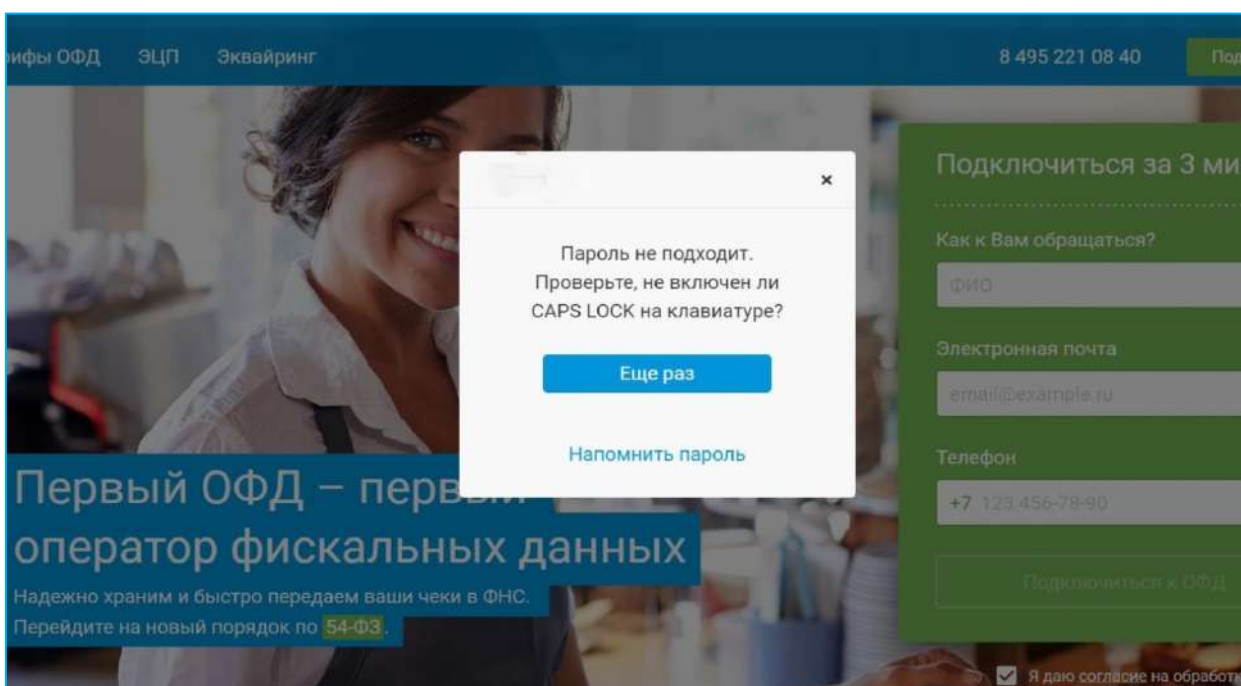 ифы ОФД ЭЦП Эквайринг
8 495 221 08 40
Под
Подключиться за 3 ми
Как к Вам обращаться?
ФИО
Электронная почта
email@example.ru
Телефон
+7 123 456-78-90
Подключиться к ОФД
Я даю согласие на обработк
×
Пароль не подходит.
Проверьте, не включен ли
CAPS LOCK на клавиатуре?
Еще раз
Напомнить пароль
Первый ОФД – первый
оператор фискальных данных
Надежно храним и быстро передаем ваши чеки в ФНС.
Перейдите на новый порядок по 54-ФЗ.